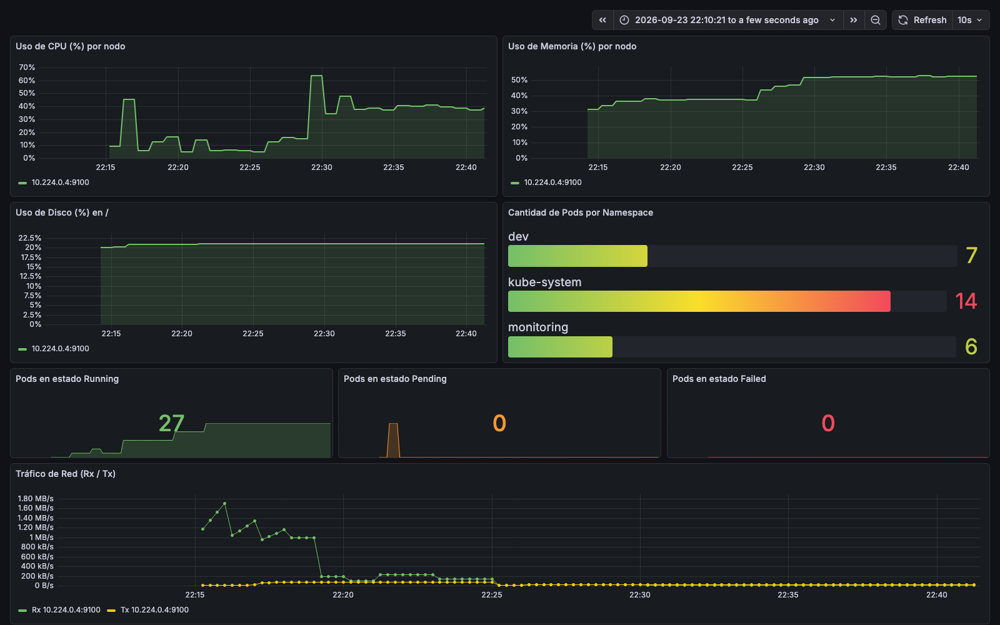 2026-09-23 22:10:21 to a few seconds ago
Refresh
10s
Uso de CPU (%) por nodo
70%
60%
50%
40%
30%
20%
10%
0%
22:15 22:20 22:25 22:30 22:35 22:40
10.224.0.4:9100
Uso de Memoria (%) por nodo
50%
40%
30%
20%
10%
0%
22:15 22:20 22:25 22:30 22:35 22:40
10.224.0.4:9100
Uso de Disco (%) en /
22.5%
20%
17.5%
15%
12.5%
10%
7.5%
5%
2.5%
0%
22:15 22:20 22:25 22:30 22:35 22:40
10.224.0.4:9100
Cantidad de Pods por Namespace
dev
7
kube-system
14
monitoring
6
Pods en estado Running
27
Pods en estado Pending
0
Pods en estado Failed
0
Tráfico de Red (Rx / Tx)
1.80 MB/s
1.60 MB/s
1.40 MB/s
1.20 MB/s
1 MB/s
800 kB/s
600 kB/s
400 kB/s
200 kB/s
0 B/s
22:15 22:20 22:25 22:30 22:35 22:40
Rx 10.224.0.4:9100 Tx 10.224.0.4:9100